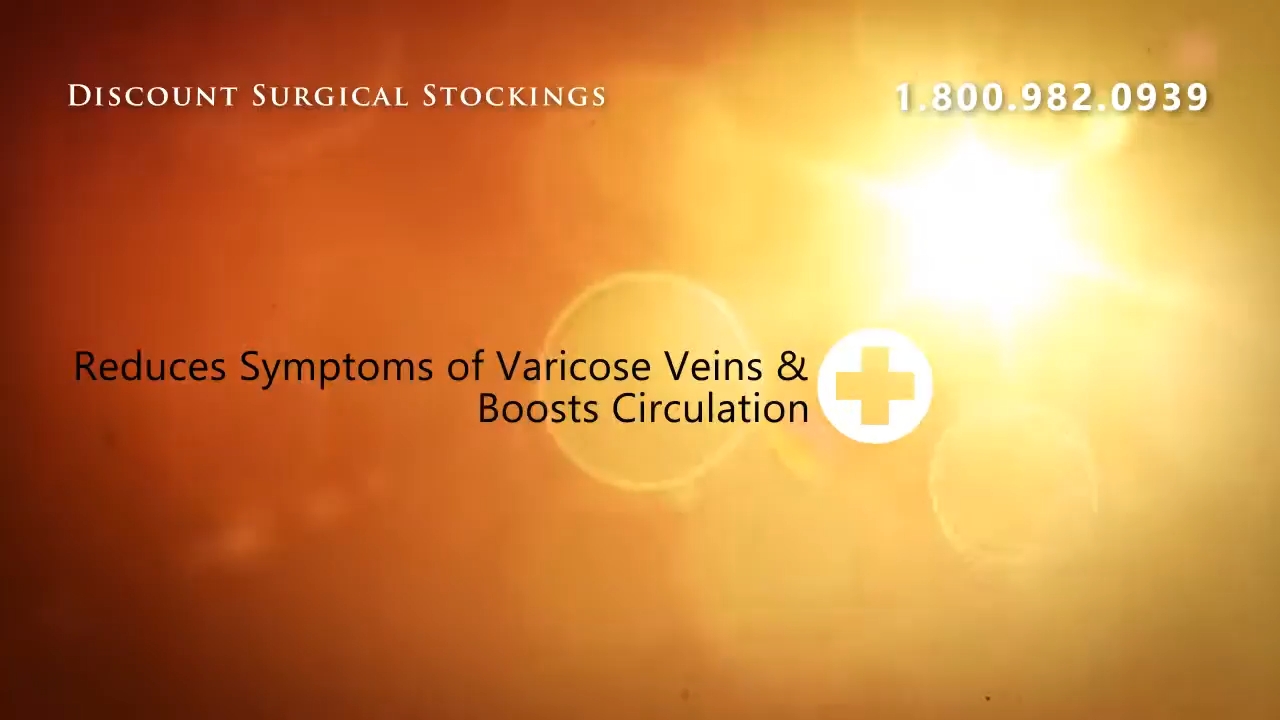 Discount Surgical Stockings
1.800.982.0939
Reduces Symptoms of Varicose Veins &
Boosts Circulation